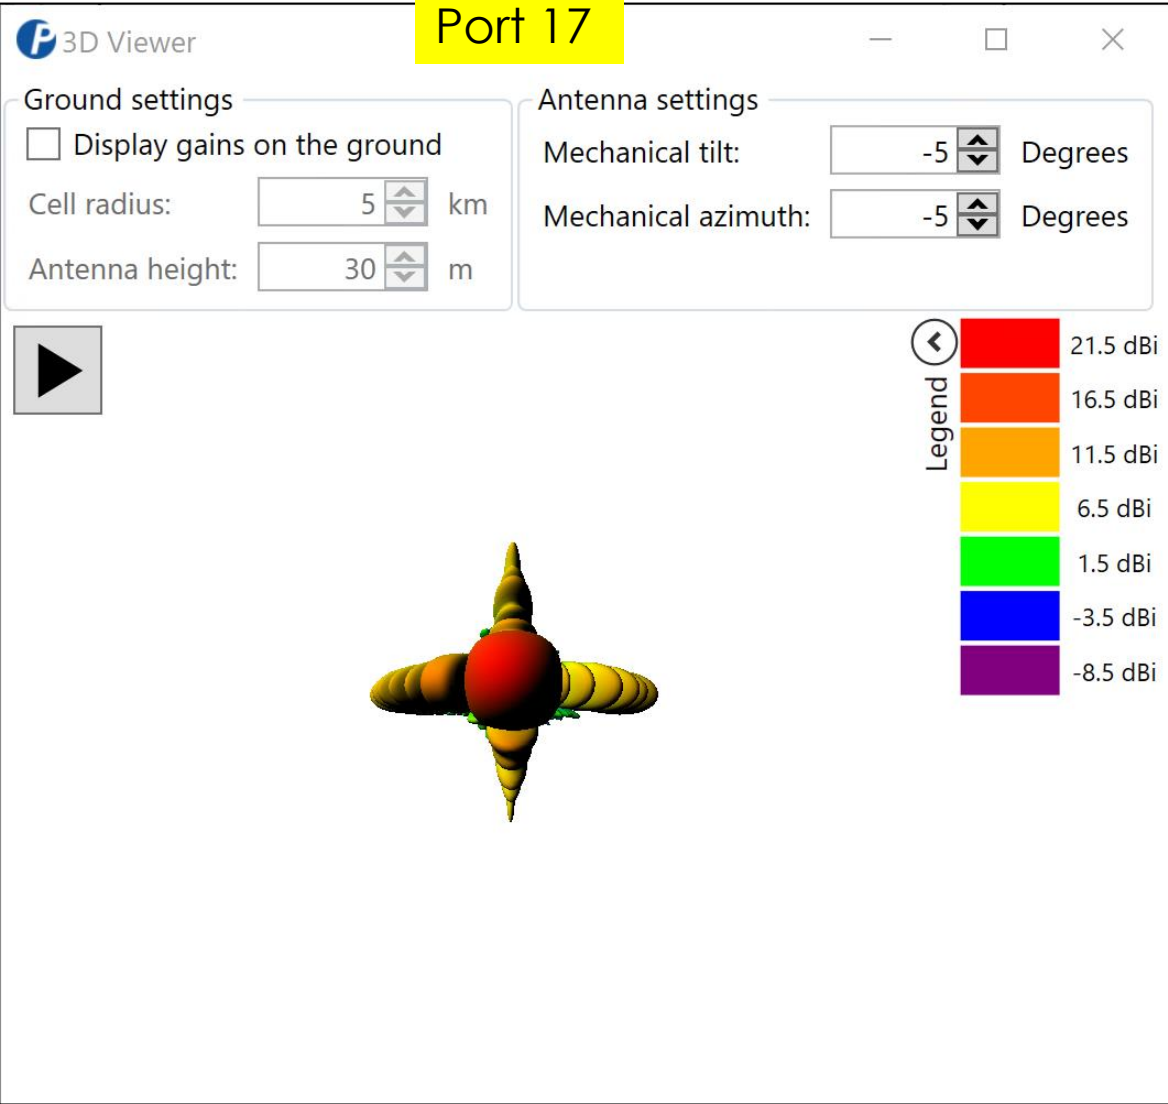 Port 17
3D Viewer
Ground settings
Display gains on the ground
Cell radius: 5 km
Antenna height: 30 m
Antenna settings
Mechanical tilt: -5 Degrees
Mechanical azimuth: -5 Degrees
Legend
21.5 dBi
16.5 dBi
11.5 dBi
6.5 dBi
1.5 dBi
-3.5 dBi
-8.5 dBi